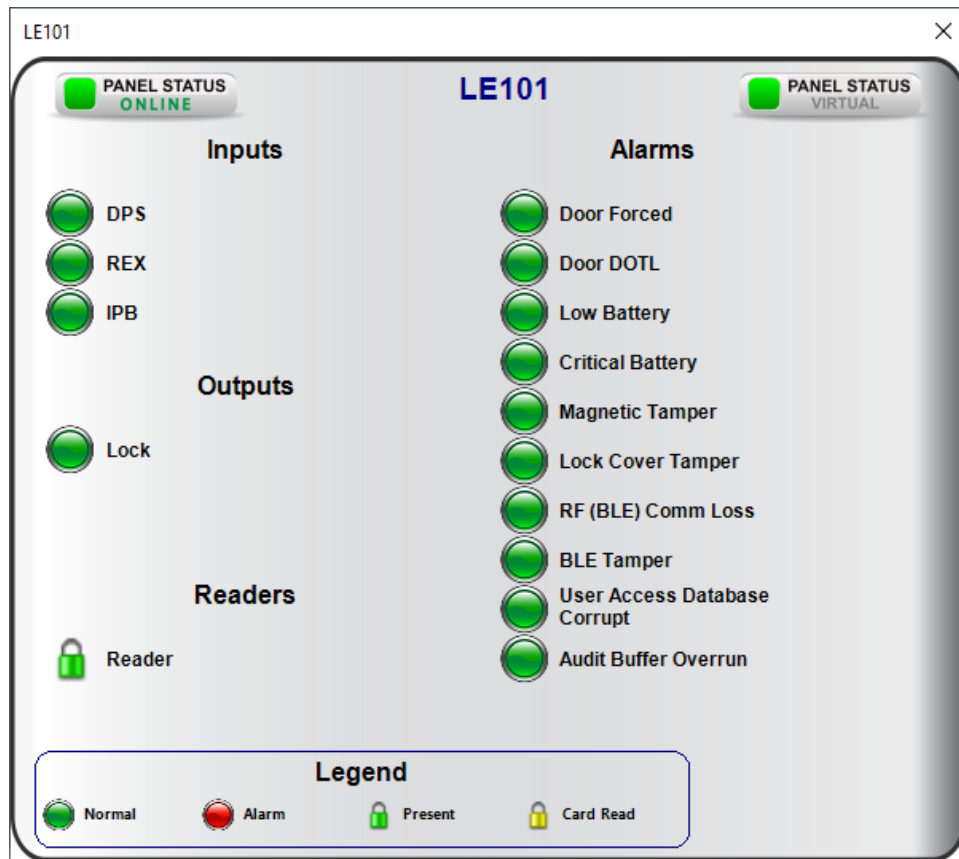 LE101
PANEL STATUS
ONLINE
LE101
PANEL STATUS
VIRTUAL
Inputs
DPS
REX
IPB
Outputs
Lock
Readers
Reader
Alarms
Door Forced
Door DOTL
Low Battery
Critical Battery
Magnetic Tamper
Lock Cover Tamper
RF (BLE) Comm Loss
BLE Tamper
User Access Database
Corrupt
Audit Buffer Overrun
Legend
Normal
Alarm
Present
Card Read